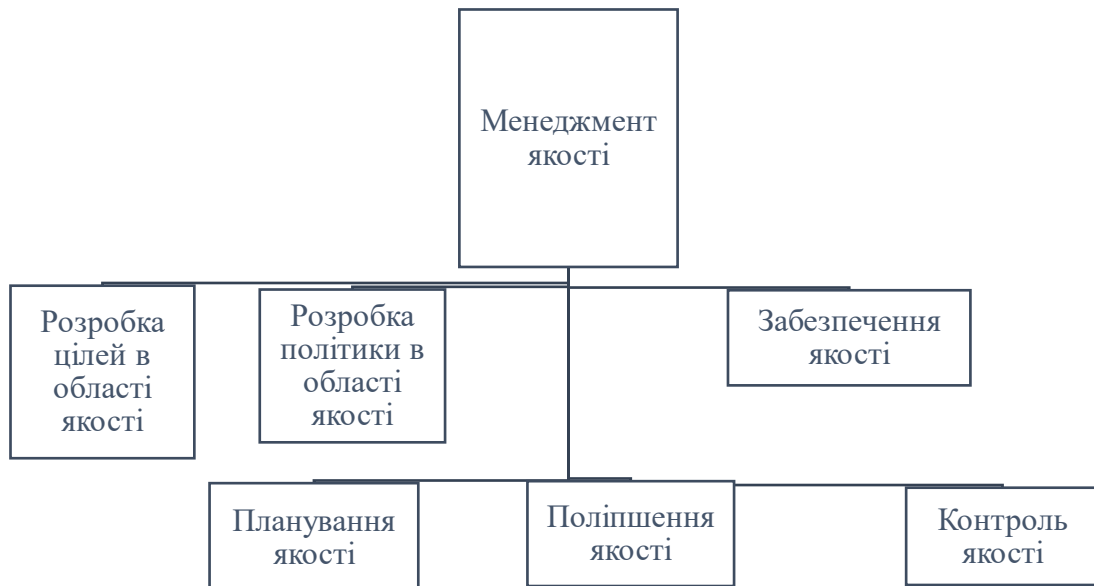 Менеджмент
якості
Розробка
цілей в
області
якості
Розробка
політики в
області
якості
Забезпечення
якості
Планування
якості
Поліпшення
якості
Контроль
якості